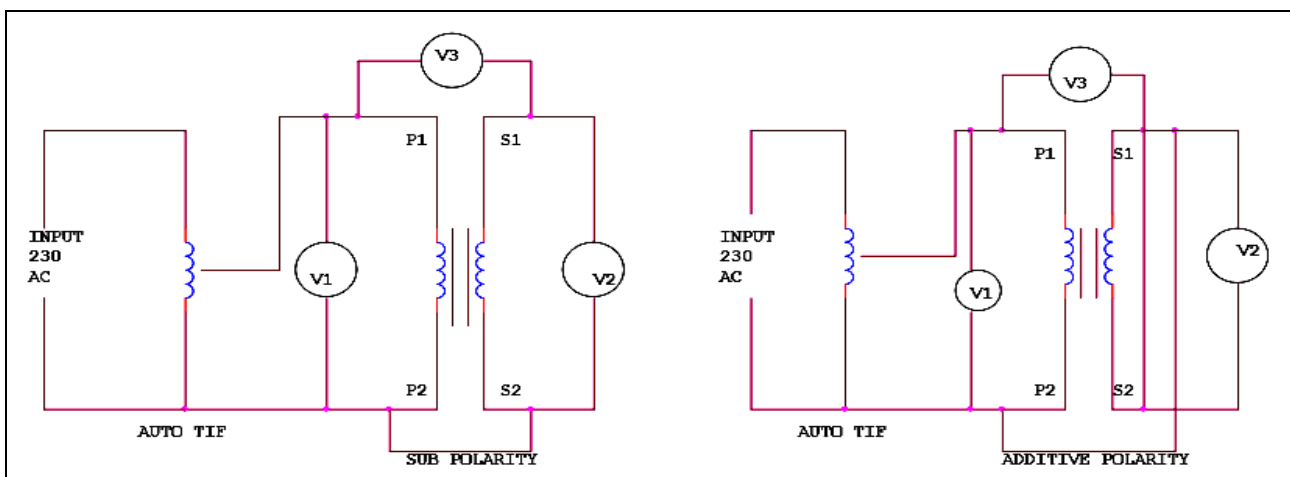 V3
P1
S1
INPUT
230
AC
V1
V2
P2
S2
AUTO TIF
SUB POLARITY
V3
P1
S1
INPUT
230
AC
V1
V2
P2
S2
AUTO TIF
ADDITIVE POLARITY